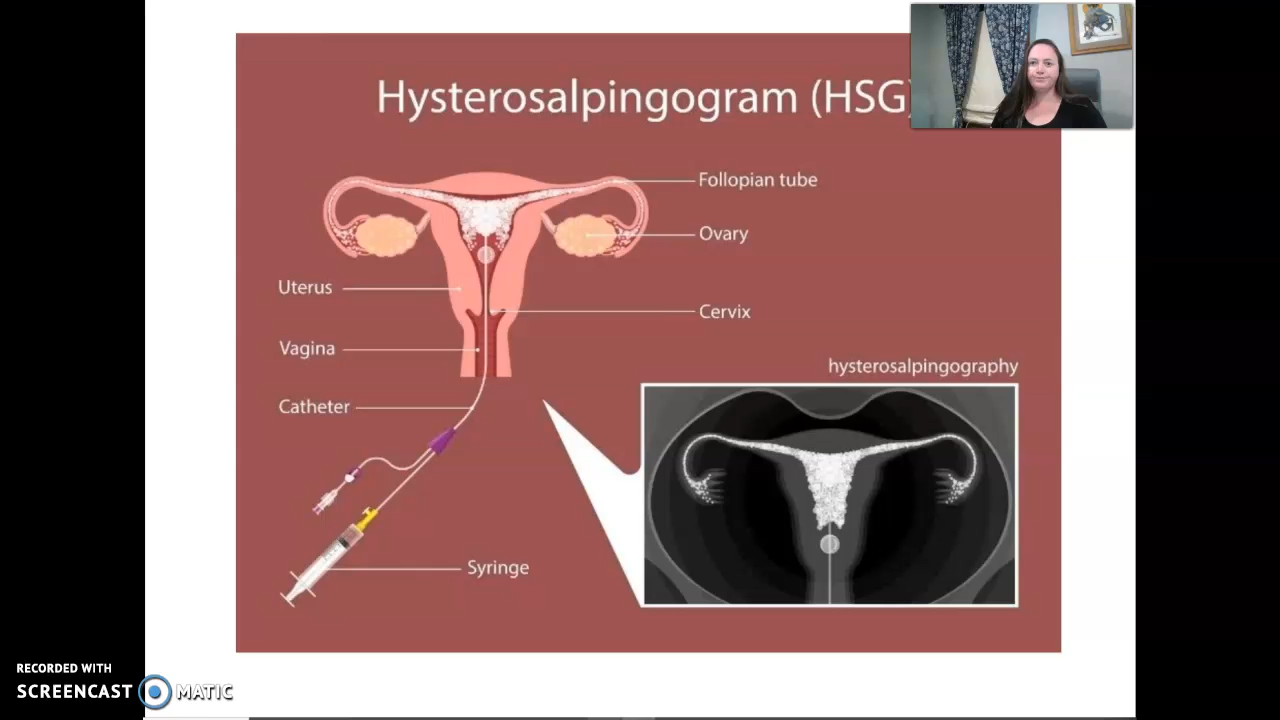 Hysterosalpingogram (HSG)
Follopian tube
Ovary
Uterus
Cervix
Vagina
hysterosalpingography
Catheter
Syringe
RECORDED WITH
SCREENCAST MATIC